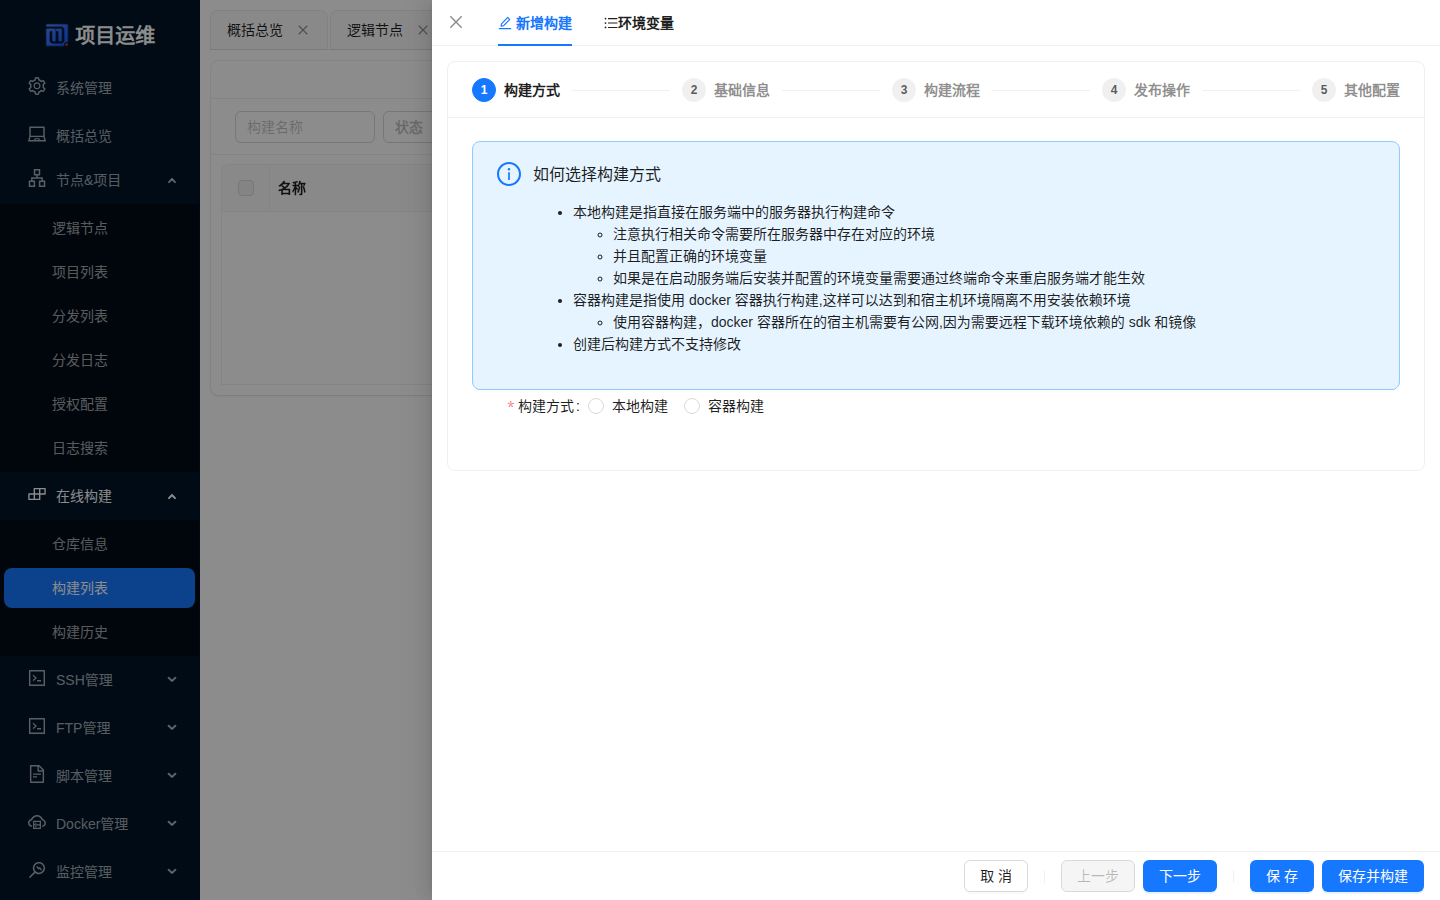 项目运维
系统管理
概括总览
节点&项目
逻辑节点
项目列表
分发列表
分发日志
授权配置
日志搜索
在线构建
仓库信息
构建列表
构建历史
SSH管理
FTP管理
脚本管理
Docker管理
监控管理
概括总览
逻辑节点
构建名称
状态
名称
新增构建
环境变量
1 构建方式
2 基础信息
3 构建流程
4 发布操作
5 其他配置
如何选择构建方式
本地构建是指直接在服务端中的服务器执行构建命令
注意执行相关命令需要所在服务器中存在对应的环境
并且配置正确的环境变量
如果是在启动服务端后安装并配置的环境变量需要通过终端命令来重启服务端才能生效
容器构建是指使用 docker 容器执行构建,这样可以达到和宿主机环境隔离不用安装依赖环境
使用容器构建，docker 容器所在的宿主机需要有公网,因为需要远程下载环境依赖的 sdk 和镜像
创建后构建方式不支持修改
* 构建方式: 本地构建 容器构建
取 消
上一步
下一步
保 存
保存并构建